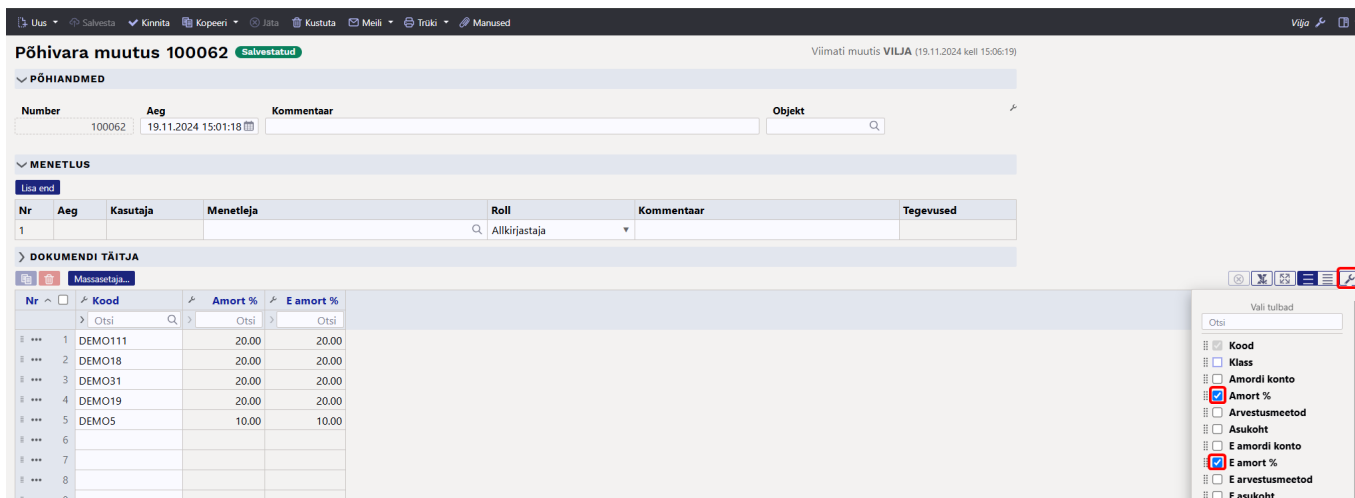 Uus Salvesta Kinnita Kopeeri Jäta Kustuta Meili Trüki Manused Vilja
Põhivara muutus 100062 Salvestatud Viimati muutis VILJA (19.11.2024 kell 15:06:19)
PÕHIANDMED
Number Aeg Kommentaar Objekt
100062 19.11.2024 15:01:18
MENETLUS
Lisa end
Nr Aeg Kasutaja Menetleja Roll Kommentaar Tegevused
1 Allkirjastaja
DOKUMENDI TÄITJA
Massasetaja...
Nr Kood Amort % E amort %
Otsi Otsi Otsi
1 DEMO111 20.00 20.00
2 DEMO18 20.00 20.00
3 DEMO31 20.00 20.00
4 DEMO19 20.00 20.00
5 DEMO5 10.00 10.00
6
7
8
Vali tulbad
Otsi
Kood
Klass
Amordi konto
Amort %
Arvestusmeetod
Asukoht
E amordi konto
E amort %
E arvestusmeetod
E asukoht